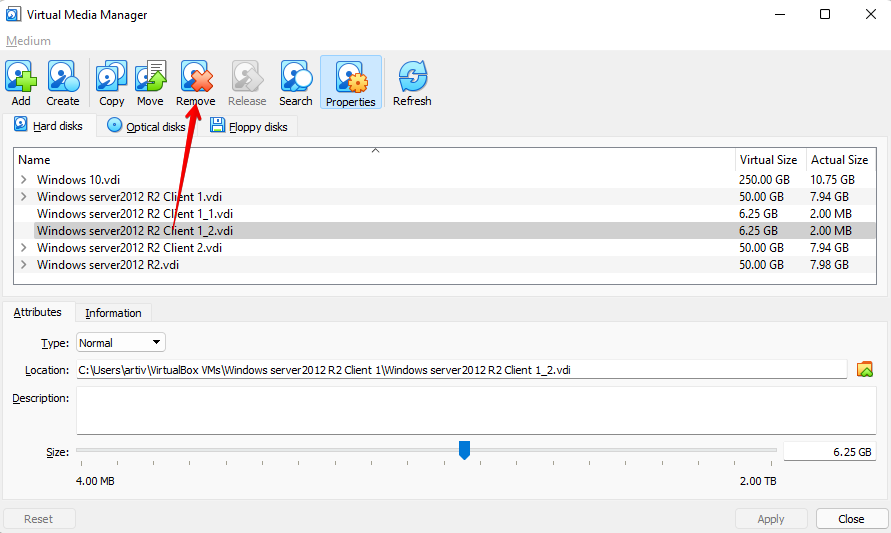 Virtual Media Manager
Medium
Add Create Copy Move Remove Release Search Properties Refresh
Hard disks Optical disks Floppy disks
Name Virtual Size Actual Size
Windows 10.vdi 250.00 GB 10.75 GB
Windows server2012 R2 Client 1.vdi 50.00 GB 7.94 GB
Windows server2012 R2 Client 1_1.vdi 6.25 GB 2.00 MB
Windows server2012 R2 Client 1_2.vdi 6.25 GB 2.00 MB
Windows server2012 R2 Client 2.vdi 50.00 GB 7.94 GB
Windows server2012 R2.vdi 50.00 GB 7.98 GB
Attributes Information
Type: Normal
Location: C:\Users\artiv\VirtualBox VMs\Windows server2012 R2 Client 1\Windows server2012 R2 Client 1_2.vdi
Description:
Size: 6.25 GB
4.00 MB 2.00 TB
Reset Apply Close